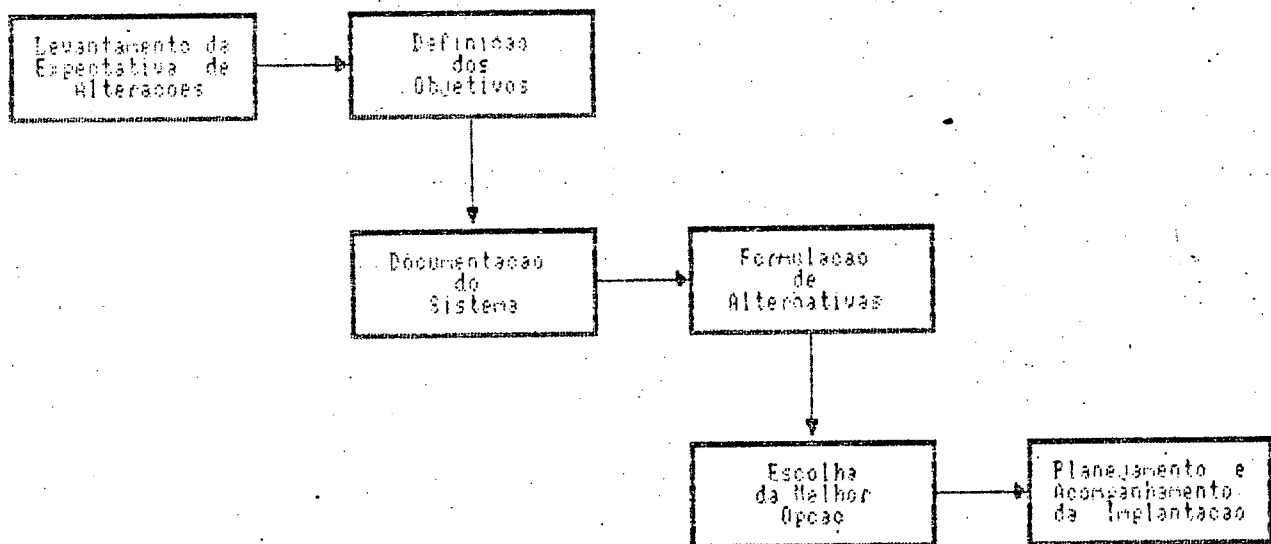 Levantamento da
Expectativa de
Alteracoes
Definicao
dos
Objetivos
Documentacao
do
Sistema
Formulacao
de
Alternativas
Escolha
da Melhor
Opcao
Planejamento e
Acompanhamento
da Implantacao